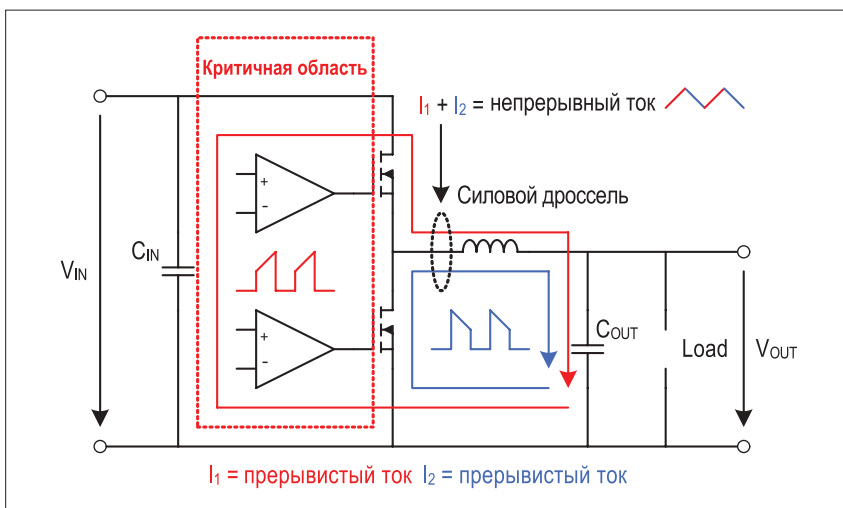 Критичная область
I₁ + I₂ = непрерывный ток
Силовой дроссель
+
-
CIN
VIN
+
-
COUT
Load
VOUT
I₁ = прерывистый ток I₂ = прерывистый ток